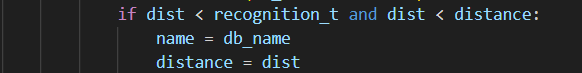 if dist < recognition_t and dist < distance:
name = db_name
distance = dist